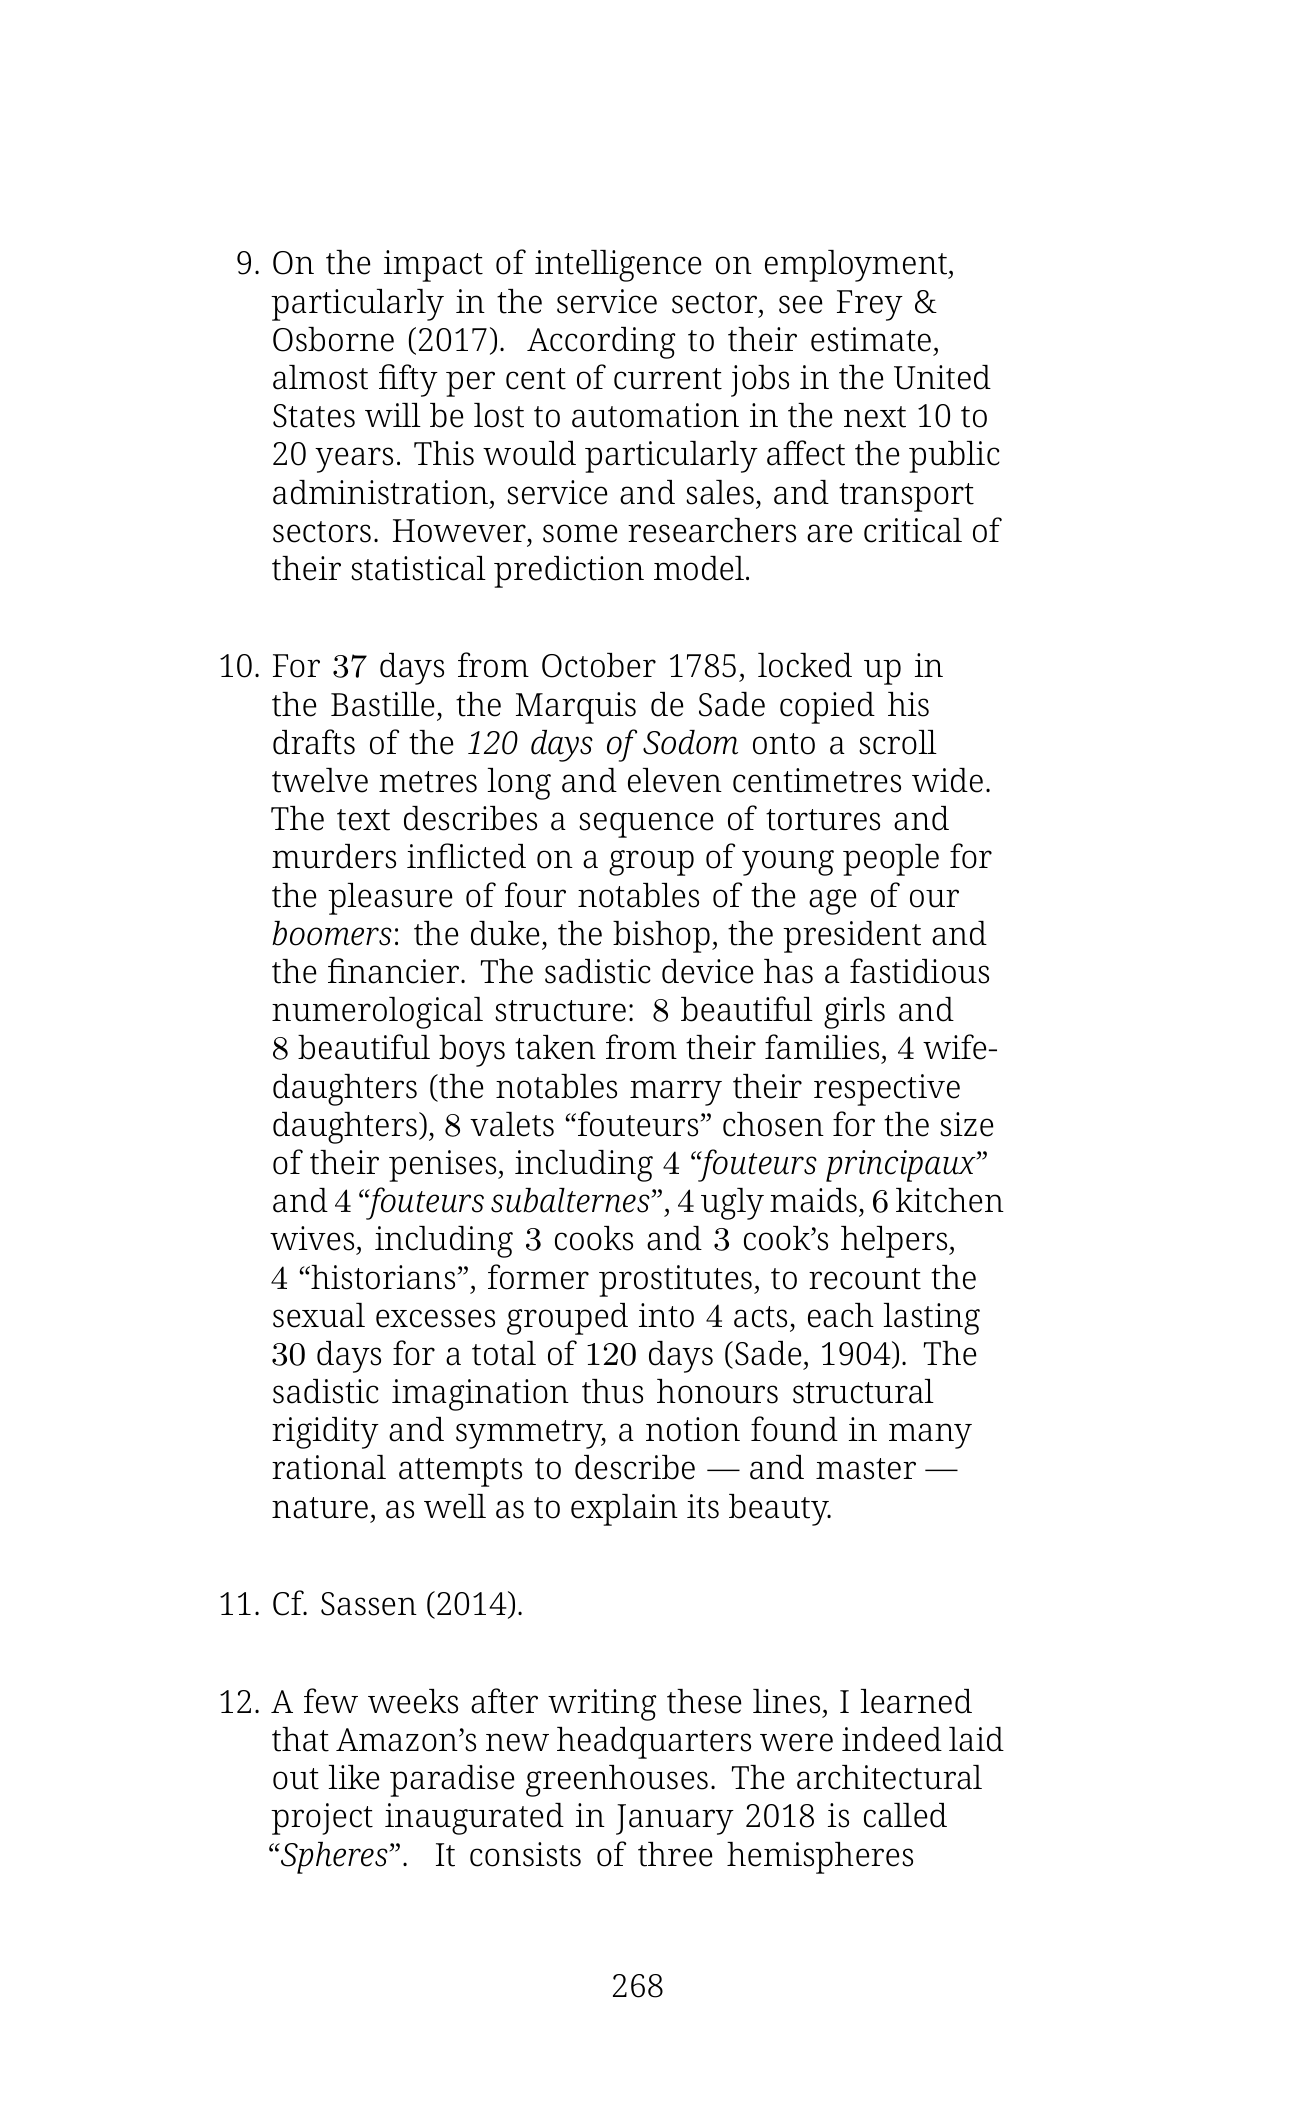 9. On the impact of intelligence on employment,
particularly in the service sector, see Frey &
Osborne (2017). According to their estimate,
almost fifty per cent of current jobs in the United
States will be lost to automation in the next 10 to
20 years. This would particularly affect the public
administration, service and sales, and transport
sectors. However, some researchers are critical of
their statistical prediction model.
10. For 37 days from October 1785, locked up in
the Bastille, the Marquis de Sade copied his
drafts of the 120 days of Sodom onto a scroll
twelve metres long and eleven centimetres wide.
The text describes a sequence of tortures and
murders inflicted on a group of young people for
the pleasure of four notables of the age of our
boomers: the duke, the bishop, the president and
the financier. The sadistic device has a fastidious
numerological structure: 8 beautiful girls and
8 beautiful boys taken from their families, 4 wife-
daughters (the notables marry their respective
daughters), 8 valets “fouteurs” chosen for the size
of their penises, including 4 “fouteurs principaux”
and 4 “fouteurs subalternes”, 4 ugly maids, 6 kitchen
wives, including 3 cooks and 3 cook’s helpers,
4 “historians”, former prostitutes, to recount the
sexual excesses grouped into 4 acts, each lasting
30 days for a total of 120 days (Sade, 1904). The
sadistic imagination thus honours structural
rigidity and symmetry, a notion found in many
rational attempts to describe — and master —
nature, as well as to explain its beauty.
11. Cf. Sassen (2014).
12. A few weeks after writing these lines, I learned
that Amazon’s new headquarters were indeed laid
out like paradise greenhouses. The architectural
project inaugurated in January 2018 is called
“Spheres”. It consists of three hemispheres
268